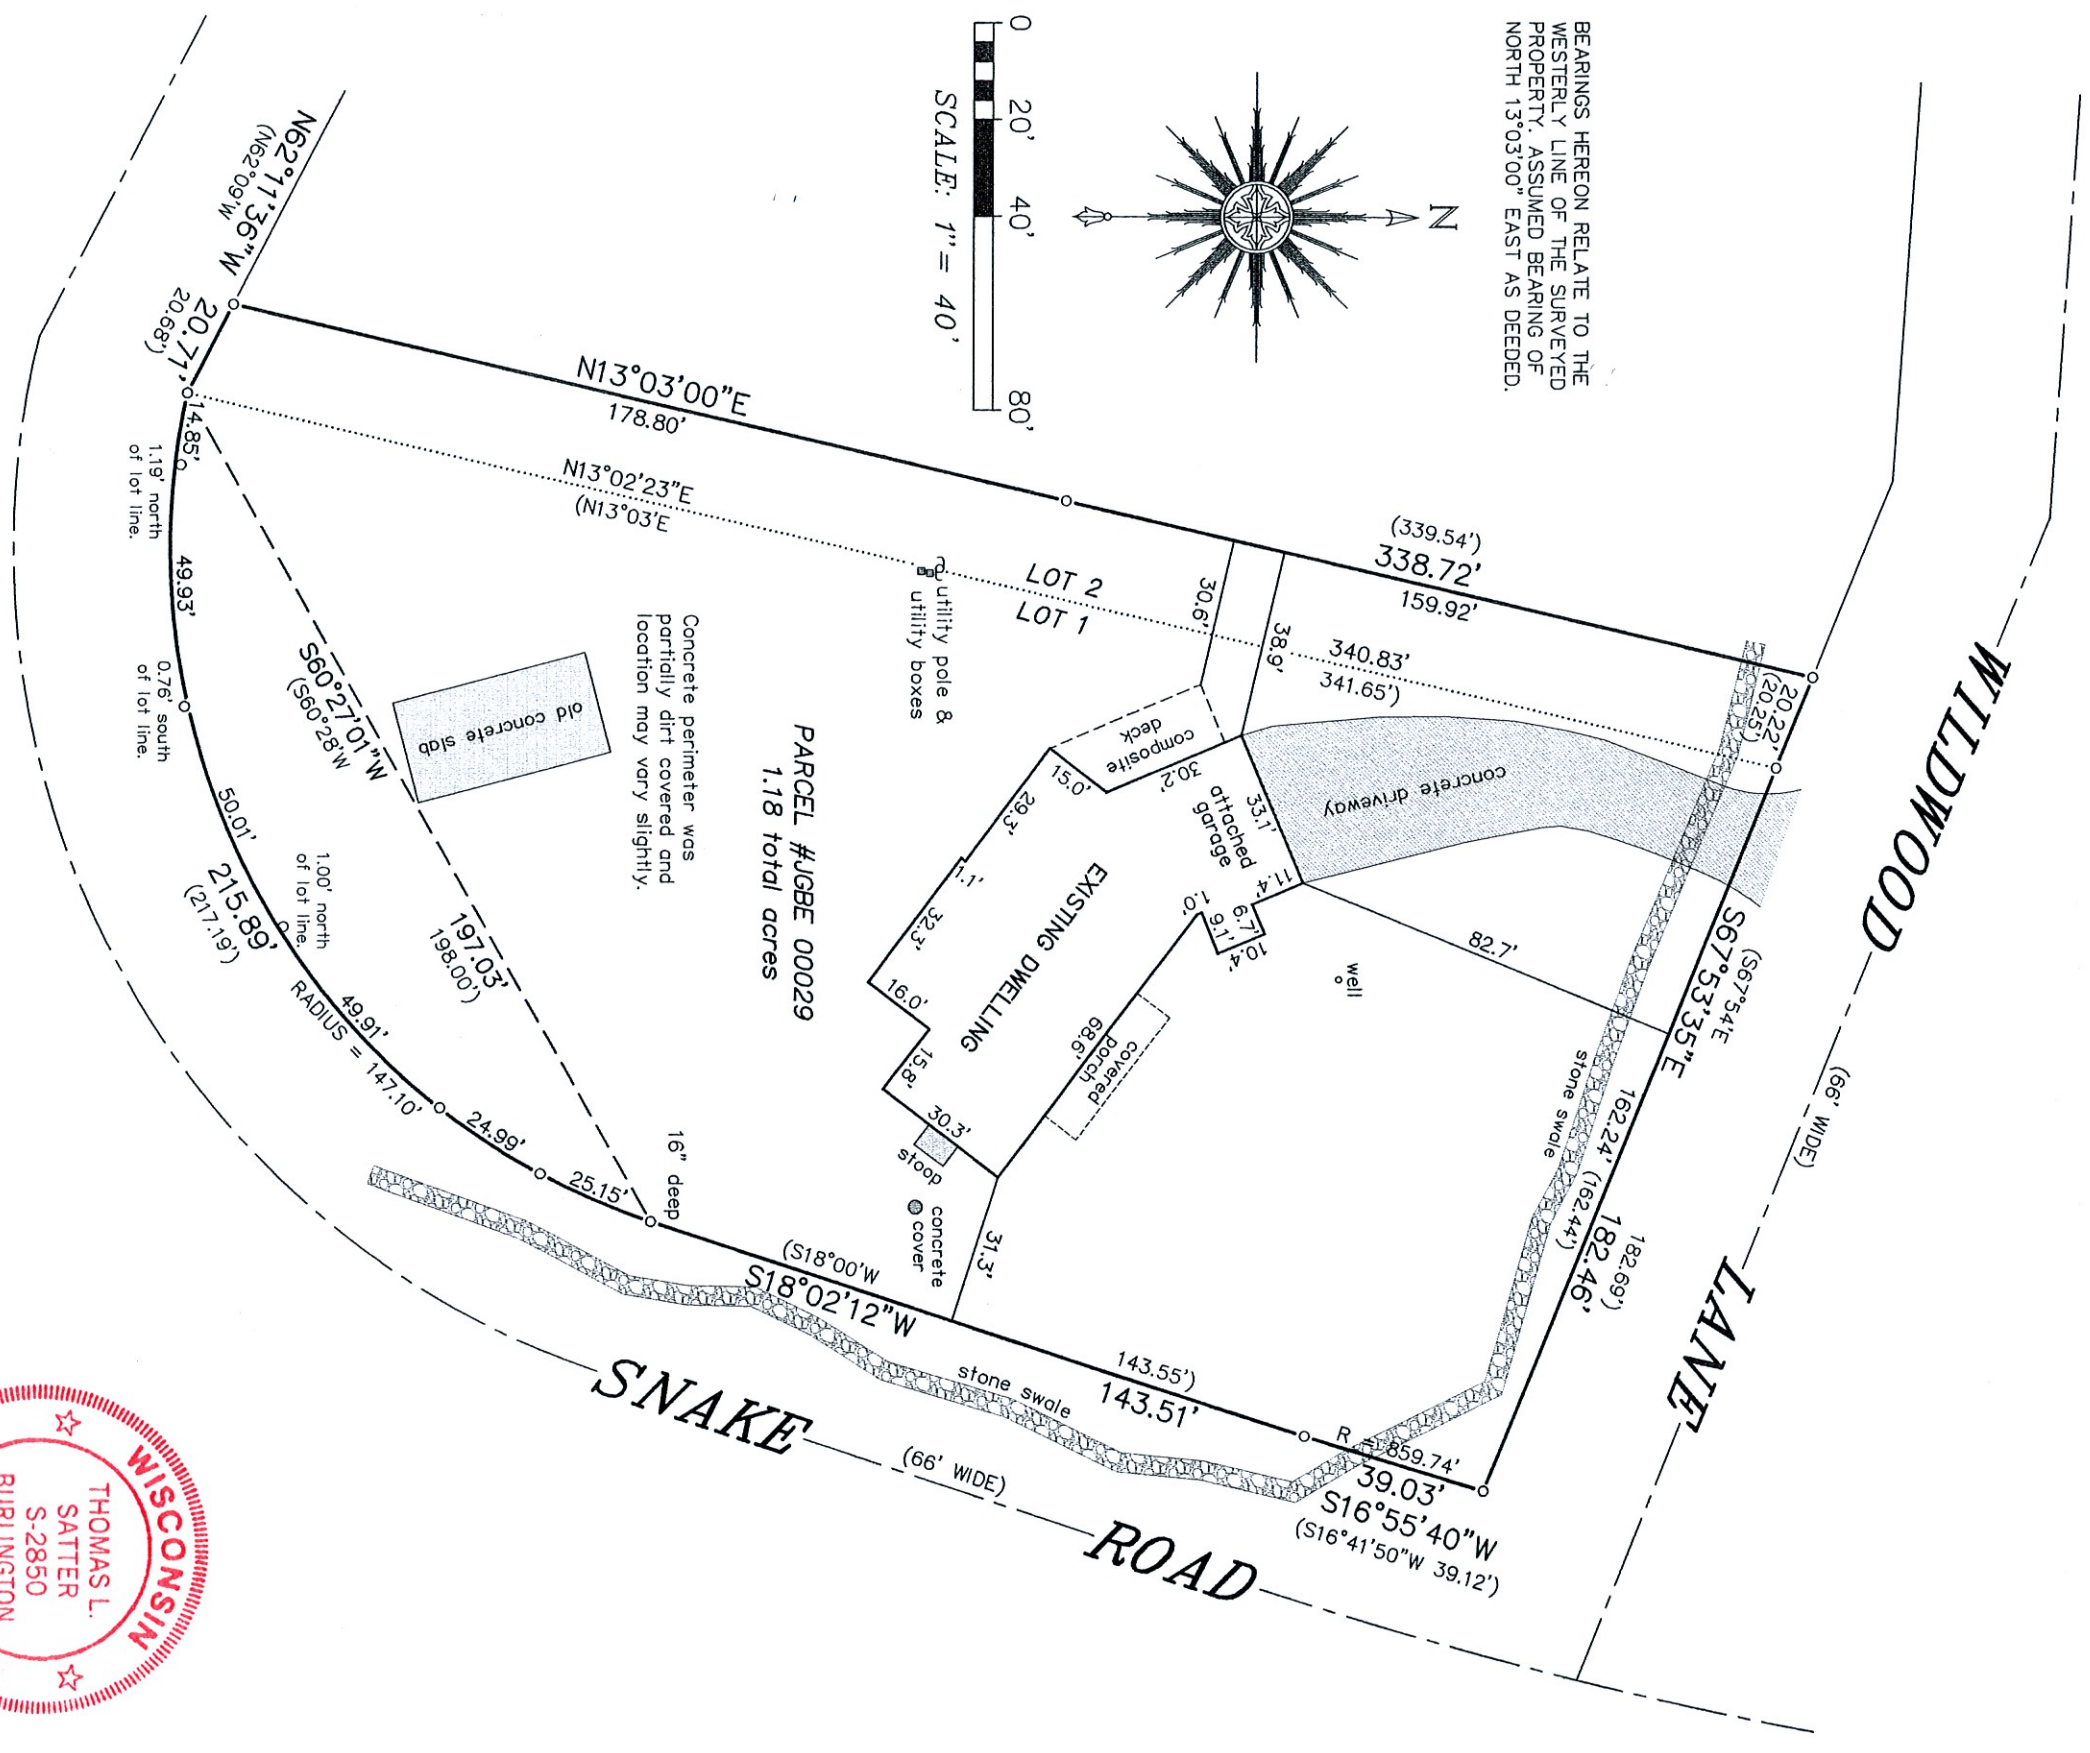 BEARINGS HEREON RELATE TO THE
WESTERLY LINE OF THE SURVEYED
PROPERTY. ASSUMED BEARING OF
NORTH 13°03'00" EAST AS DEEDED.
N
0 20' 40' 80'
SCALE: 1"= 40'
WILDWOOD
LANE
(66' WIDE)
N62°11'36"W
(N62°09'W
20.71'
20.68')
N13°03'00"E
178.80'
(339.54')
338.72'
159.92'
N13°02'23"E
(N13°03'E
340.83'
341.65')
LOT 2
LOT 1
20.22'
(20.25')
(S67°54'E
S67°53'35"E
182.69')
182.46'
162.24' (162.44')
stone swale
82.7'
well
concrete driveway
30.6'
38.9'
utility pole &
utility boxes
composite
deck
attached
garage
33.1'
30.2'
15.0'
29.3'
1.1'
32.3'
16.0'
15.8'
30.3'
68.6'
11.4'
6.7'
10.4'
9.1'
1.0'
EXISTING DWELLING
covered
porch
stoop
concrete
cover
31.3'
PARCEL #JGBE 00029
1.18 total acres
Concrete perimeter was
partially dirt covered and
location may vary slightly.
old concrete slab
14.85'
1.19' north
of lot line.
49.93'
0.76' south
of lot line.
50.01'
1.00' north
of lot line.
215.89'
(217.19')
49.91'
RADIUS = 147.10'
24.99'
25.15'
S60°27'01"W
(S60°28'W
197.03'
198.00')
16" deep
(S18°00'W
S18°02'12"W
143.55')
143.51'
stone swale
R = 859.74'
39.03'
S16°55'40"W
(S16°41'50"W 39.12')
SNAKE
(66' WIDE)
ROAD
WISCONSIN
THOMAS L.
SATTER
S-2850
BURLINGTON